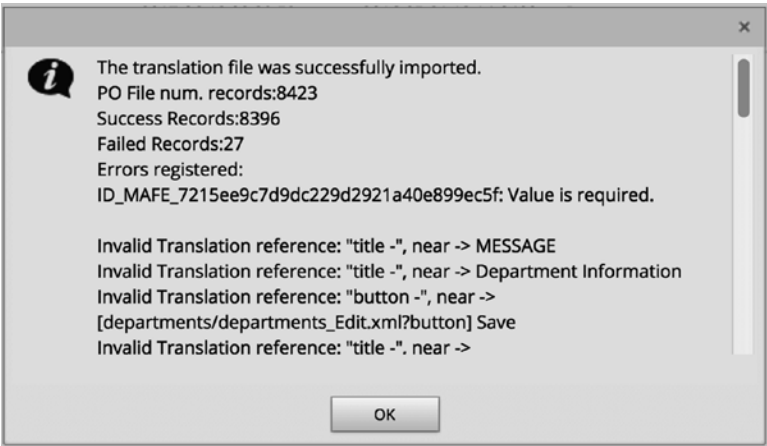 The translation file was successfully imported.
PO File num. records:8423
Success Records:8396
Failed Records:27
Errors registered:
ID_MAFE_7215ee9c7d9dc229d2921a40e899ec5f: Value is required.
Invalid Translation reference: "title -", near -> MESSAGE
Invalid Translation reference: "title -", near -> Department Information
Invalid Translation reference: "button -", near ->
[departments/departments_Edit.xml?button] Save
Invalid Translation reference: "title -". near ->
OK